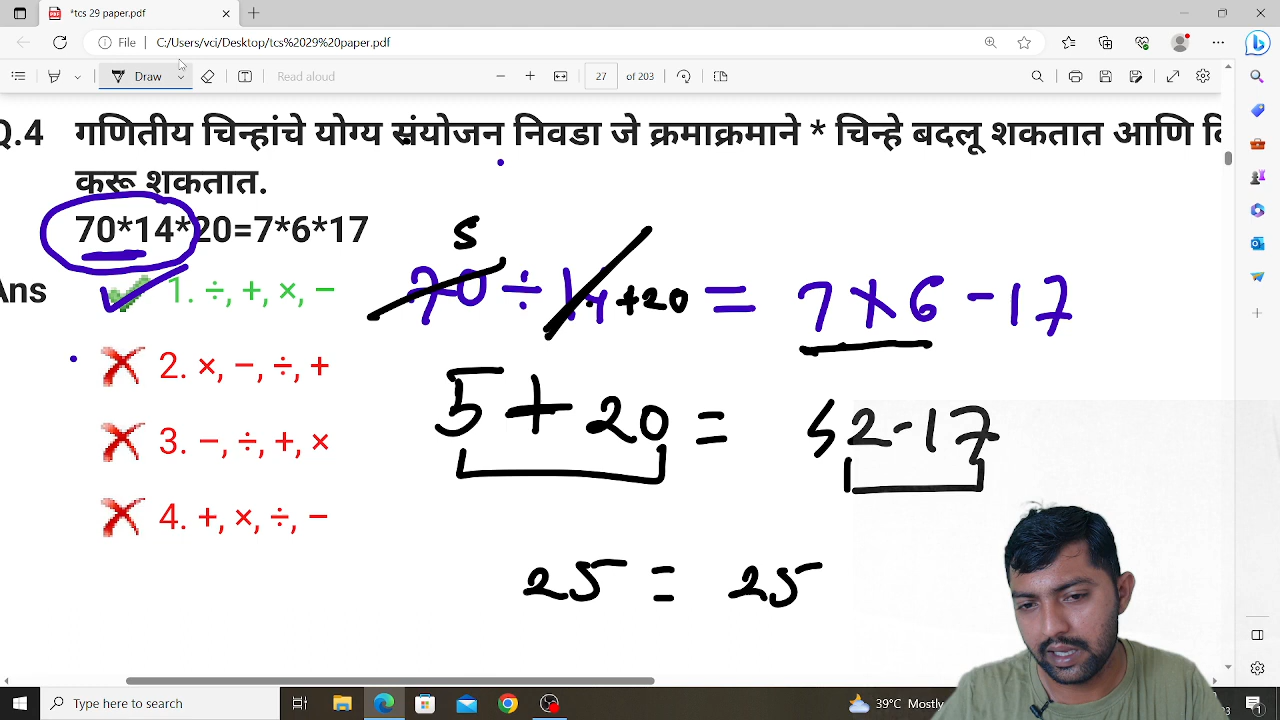 *tcs 29 paper.pdf
File C:/Users/vci/Desktop/tcs%2029%20paper.pdf
Draw Read aloud 27 of 203
Q.4 गणितीय चिन्हांचे योग्य संयोजन निवडा जे क्रमाक्रमाने * चिन्हे बदलू शकतात आणि
करू शकतात.
70*14*20=7*6*17
5
70 ÷ 14 +20 = 7 × 6 - 17
Ans 1. ÷, +, ×, −
2. ×, −, ÷, +
5 + 20 = 42-17
3. −, ÷, +, ×
4. +, ×, ÷, −
25 = 25
Type here to search
39°C Mostly